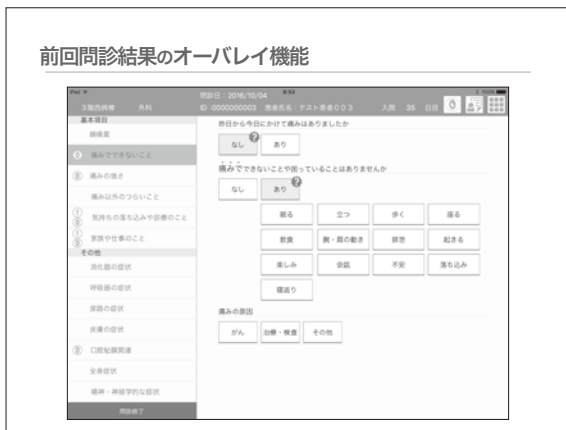 前回問診結果のオーバレイ機能
iPad 6:53 100%
問診日：2016/10/04
3階西病棟 外科 ID 0000000003 患者氏名：テスト患者003 入院 35 日目
基本項目
鎮痛薬
痛みでできないこと
痛みの強さ
痛み以外のつらいこと
気持ちの落ち込みや診療のこと
家族や仕事のこと
その他
消化器の症状
呼吸器の症状
尿路の症状
皮膚の症状
口腔粘膜関連
全身症状
精神・神経学的な症状
問診終了
昨日から今日にかけて痛みはありましたか
なし ? あり
痛みでできないことや困っていることはありませんか
なし あり ?
眠る 立つ 歩く 座る
飲食 腕・肩の動き 排泄 起きる
楽しみ 会話 不安 落ち込み
寝返り
痛みの原因
がん 治療・検査 その他